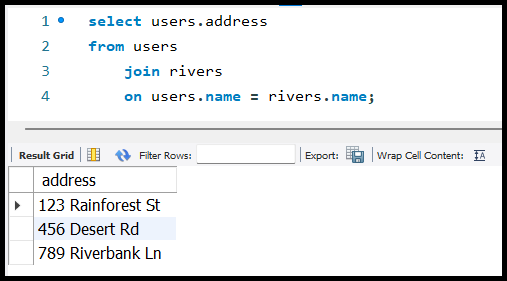 1 select users.address
2 from users
3 join rivers
4 on users.name = rivers.name;
Result Grid Filter Rows: Export: Wrap Cell Content: IA
address
123 Rainforest St
456 Desert Rd
789 Riverbank Ln